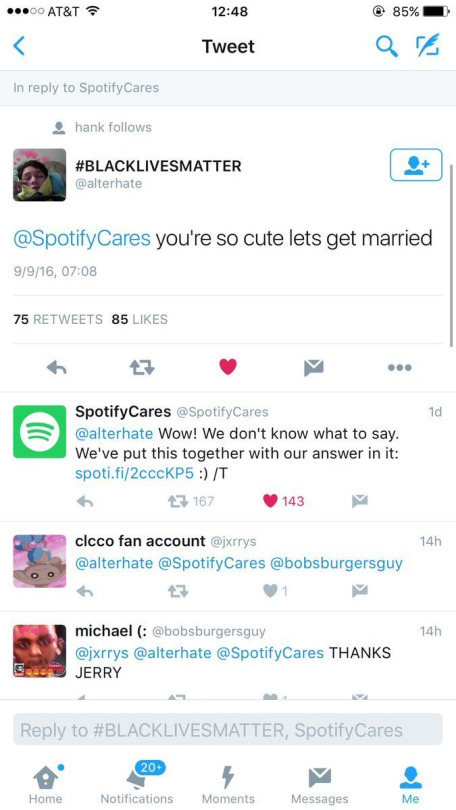 AT&T 12:48 85%
Tweet
In reply to SpotifyCares
hank follows
#BLACKLIVESMATTER
@alterhate
@SpotifyCares you're so cute lets get married
9/9/16, 07:08
75 RETWEETS 85 LIKES
SpotifyCares @SpotifyCares 1d
@alterhate Wow! We don't know what to say.
We've put this together with our answer in it:
spoti.fi/2cccKP5 :) /T
167 143
clcco fan account @jxrrys 14h
@alterhate @SpotifyCares @bobsburgersguy
1
michael (: @bobsburgersguy 14h
@jxrrys @alterhate @SpotifyCares THANKS
JERRY
Reply to #BLACKLIVESMATTER, SpotifyCares
20+
Home Notifications Moments Messages Me